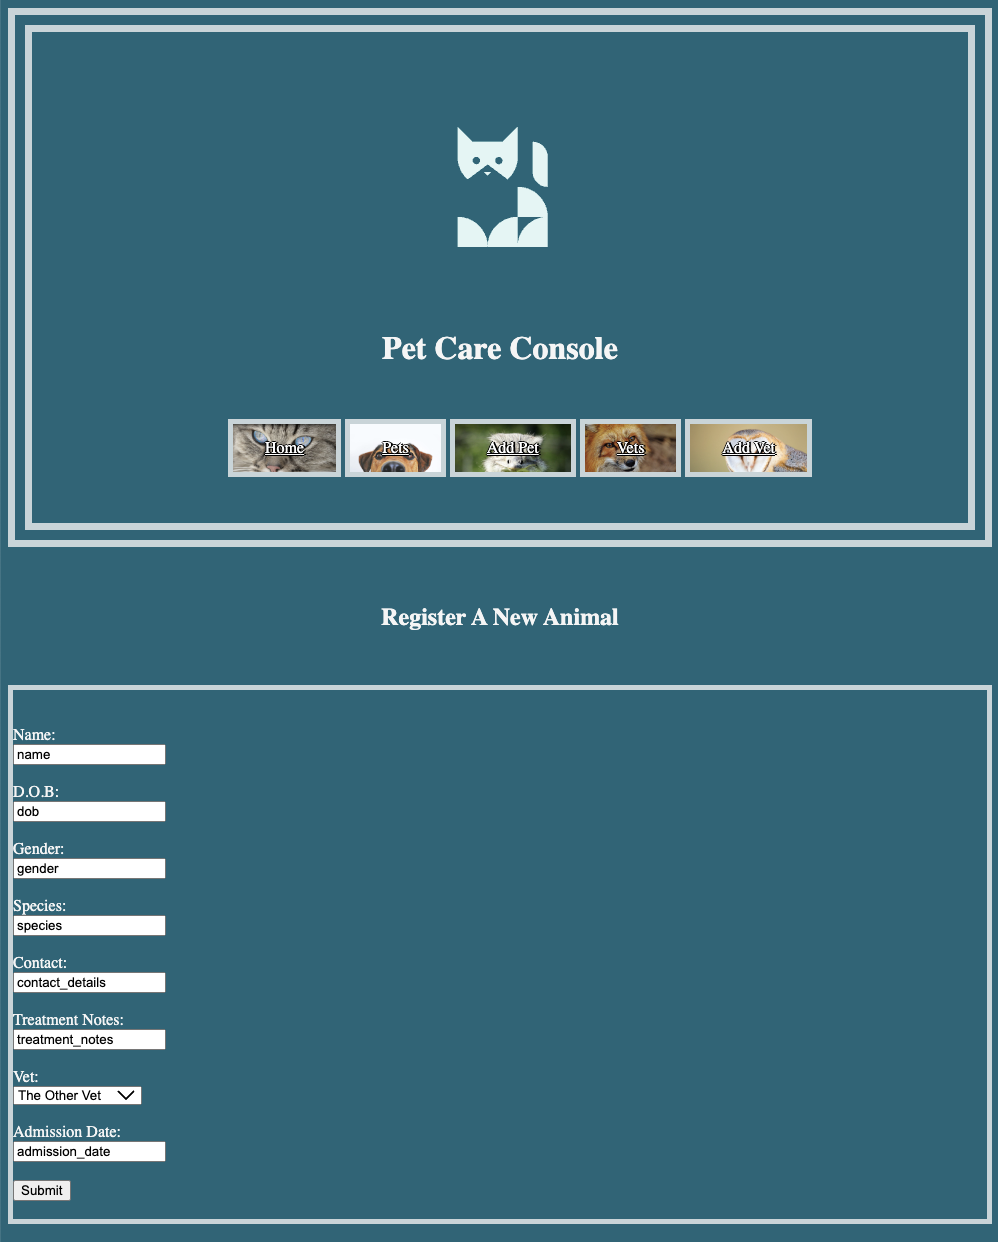 Pet Care Console
Home Pets Add Pet Vets Add Vet
Register A New Animal
Name:
name
D.O.B:
dob
Gender:
gender
Species:
species
Contact:
contact_details
Treatment Notes:
treatment_notes
Vet:
The Other Vet
Admission Date:
admission_date
Submit